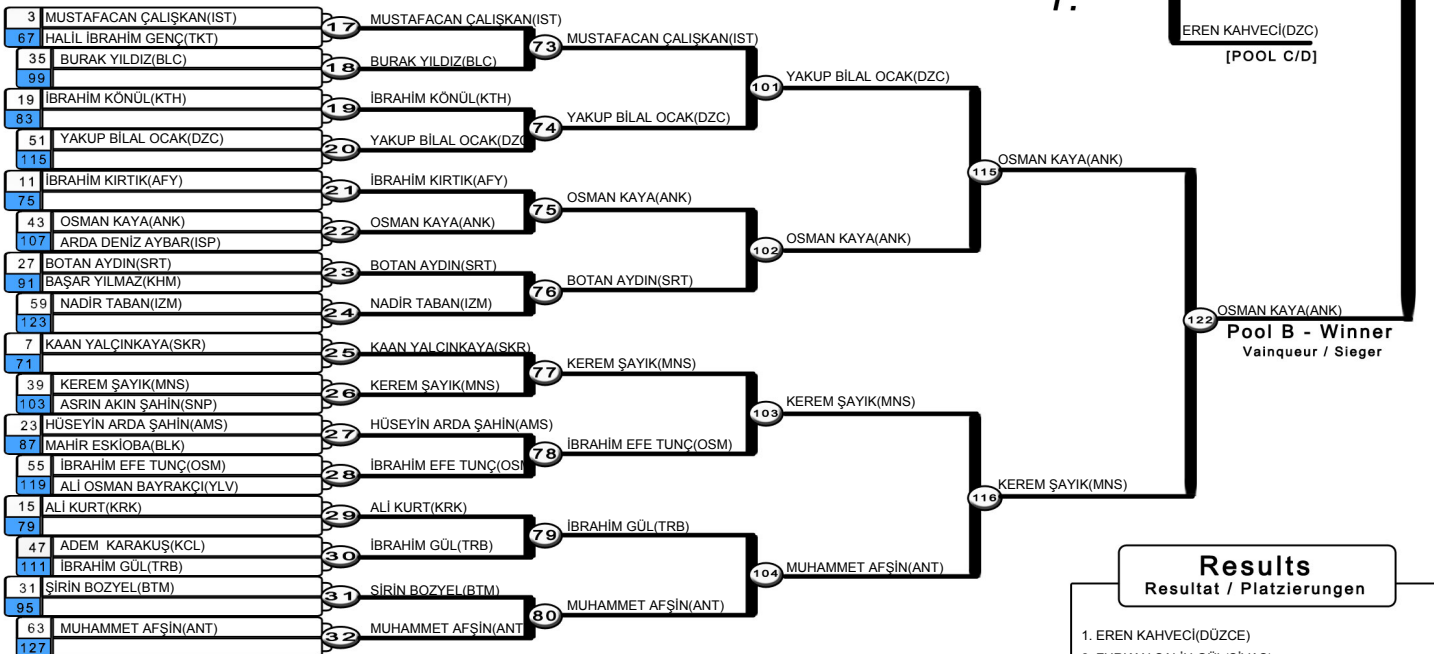 3 MUSTAFACAN ÇALIŞKAN(IST)
67 HALİL İBRAHİM GENÇ(TKT)
35 BURAK YILDIZ(BLC)
99
19 İBRAHİM KÖNÜL(KTH)
83
51 YAKUP BİLAL OCAK(DZC)
115
11 İBRAHİM KIRTIK(AFY)
75
43 OSMAN KAYA(ANK)
107 ARDA DENİZ AYBAR(ISP)
27 BOTAN AYDIN(SRT)
91 BAŞAR YILMAZ(KHM)
59 NADİR TABAN(IZM)
123
7 KAAN YALÇINKAYA(SKR)
71
39 KEREM ŞAYIK(MNS)
103 ASRIN AKIN ŞAHİN(SNP)
23 HÜSEYİN ARDA ŞAHİN(AMS)
87 MAHİR ESKİOBA(BLK)
55 İBRAHİM EFE TUNÇ(OSM)
119 ALİ OSMAN BAYRAKÇI(YLV)
15 ALİ KURT(KRK)
79
47 ADEM KARAKUŞ(KCL)
111 İBRAHİM GÜL(TRB)
31 ŞİRİN BOZYEL(BTM)
95
63 MUHAMMET AFŞİN(ANT)
127
17 MUSTAFACAN ÇALIŞKAN(IST)
18 BURAK YILDIZ(BLC)
19 İBRAHİM KÖNÜL(KTH)
20 YAKUP BİLAL OCAK(DZC
21 İBRAHİM KIRTIK(AFY)
22 OSMAN KAYA(ANK)
23 BOTAN AYDIN(SRT)
24 NADİR TABAN(IZM)
25 KAAN YALÇINKAYA(SKR)
26 KEREM ŞAYIK(MNS)
27 HÜSEYİN ARDA ŞAHİN(AMS)
28 İBRAHİM EFE TUNÇ(OSM
29 ALİ KURT(KRK)
30 İBRAHİM GÜL(TRB)
31 ŞİRİN BOZYEL(BTM)
32 MUHAMMET AFŞİN(ANT
73 MUSTAFACAN ÇALIŞKAN(IST)
74 YAKUP BİLAL OCAK(DZC)
75 OSMAN KAYA(ANK)
76 BOTAN AYDIN(SRT)
77 KEREM ŞAYIK(MNS)
78 İBRAHİM EFE TUNÇ(OSM)
79 İBRAHİM GÜL(TRB)
80 MUHAMMET AFŞİN(ANT)
101 YAKUP BİLAL OCAK(DZC)
102 OSMAN KAYA(ANK)
103 KEREM ŞAYIK(MNS)
104 MUHAMMET AFŞİN(ANT)
115 OSMAN KAYA(ANK)
116 KEREM ŞAYIK(MNS)
122 OSMAN KAYA(ANK)
Pool B - Winner
Vainqueur / Sieger
EREN KAHVECİ(DZC)
[POOL C/D]
Results
Resultat / Platzierungen
1. EREN KAHVECİ(DÜZCE)